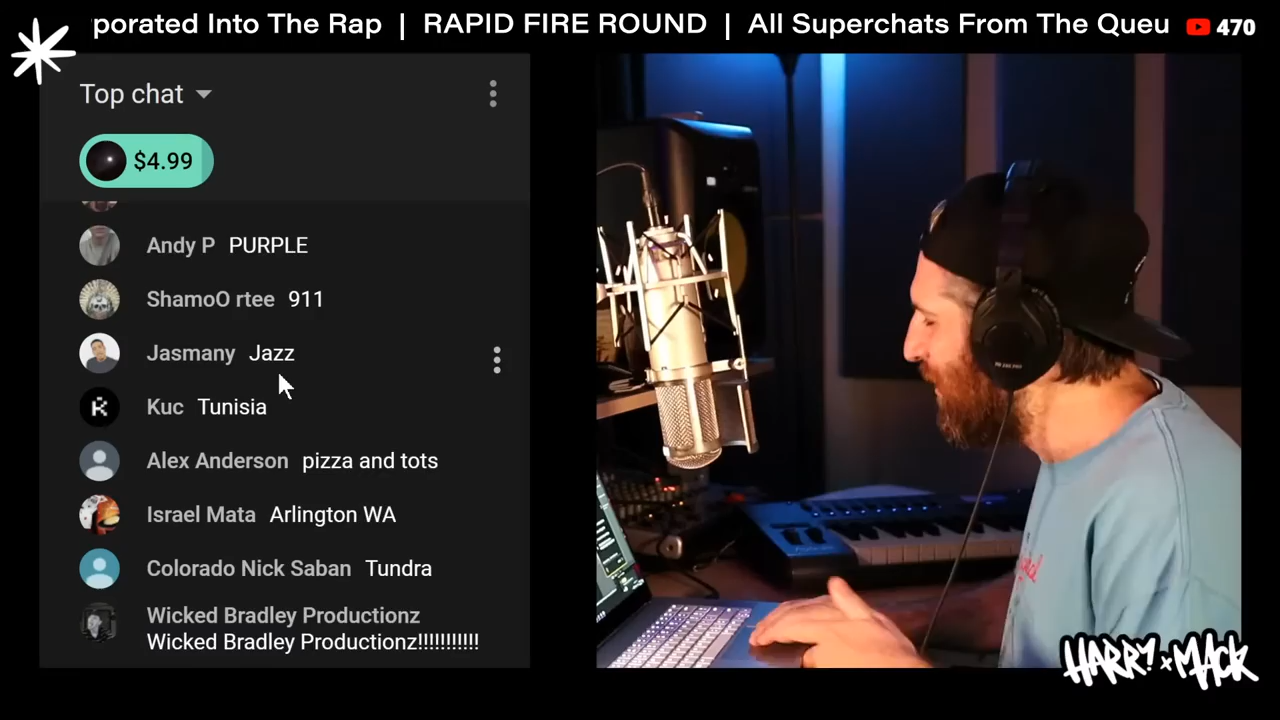 porated Into The Rap | RAPID FIRE ROUND | All Superchats From The Queu
470
Top chat
$4.99
Andy P PURPLE
ShamoO rtee 911
Jasmany Jazz
Kuc Tunisia
Alex Anderson pizza and tots
Israel Mata Arlington WA
Colorado Nick Saban Tundra
Wicked Bradley Productionz
Wicked Bradley Productionz!!!!!!!!!!!
HARRY x MACK